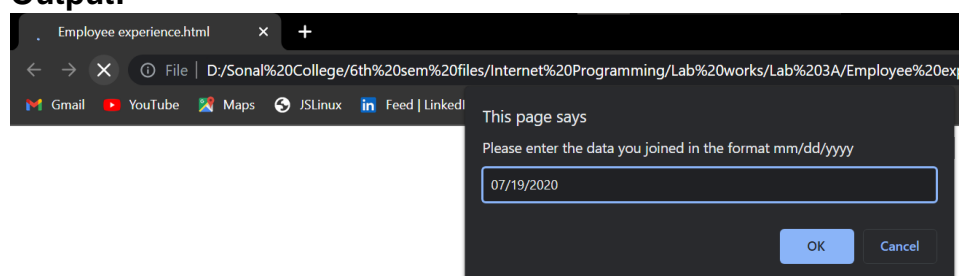 Output:
Employee experience.html
File | D:/Sonal%20College/6th%20sem%20files/Internet%20Programming/Lab%20works/Lab%203A/Employee%20exp
Gmail YouTube Maps JSLinux in Feed | LinkedI
This page says
Please enter the data you joined in the format mm/dd/yyyy
07/19/2020
OK Cancel